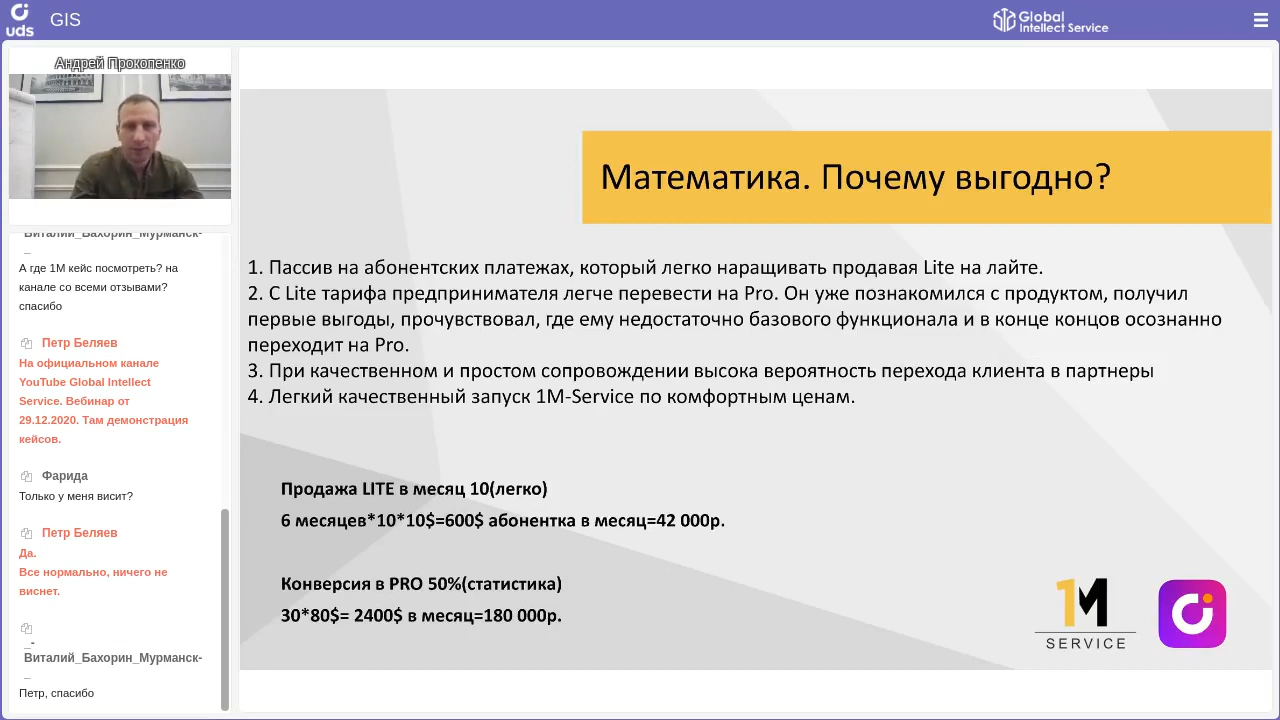 uds
GIS
Global
Intellect Service
Андрей Прокопенко
Виталий_Бахорин_Мурманск-
_
А где 1М кейс посмотреть? на
канале со всеми отзывами?
спасибо
Петр Беляев
На официальном канале
YouTube Global Intellect
Service. Вебинар от
29.12.2020. Там демонстрация
кейсов.
Фарида
Только у меня висит?
Петр Беляев
Да.
Все нормально, ничего не
виснет.
_-
Виталий_Бахорин_Мурманск-
_
Петр, спасибо
Математика. Почему выгодно?
1. Пассив на абонентских платежах, который легко наращивать продавая Lite на лайте.
2. С Lite тарифа предпринимателя легче перевести на Pro. Он уже познакомился с продуктом, получил
первые выгоды, прочувствовал, где ему недостаточно базового функционала и в конце концов осознанно
переходит на Pro.
3. При качественном и простом сопровождении высока вероятность перехода клиента в партнеры
4. Легкий качественный запуск 1M-Service по комфортным ценам.
Продажа LITE в месяц 10(легко)
6 месяцев*10*10$=600$ абонентка в месяц=42 000р.
Конверсия в PRO 50%(статистика)
30*80$= 2400$ в месяц=180 000р.
1M
SERVICE